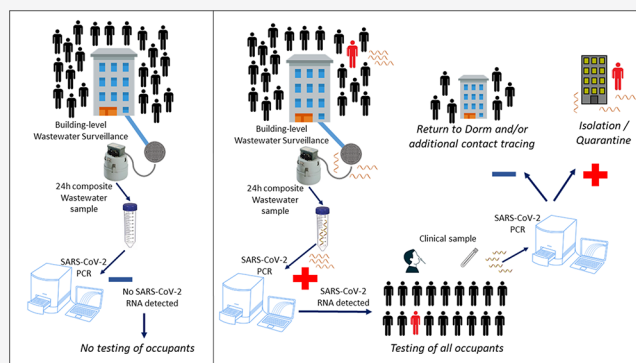 Building-level
Wastewater Surveillance
24h composite
Wastewater
sample
SARS-CoV-2
PCR
No SARS-CoV-2
RNA detected
No testing of occupants
Building-level
Wastewater Surveillance
24h composite
Wastewater
sample
SARS-CoV-2
PCR
SARS-CoV-2
RNA detected
Clinical sample
Testing of all occupants
SARS-CoV-2
PCR
Return to Dorm and/or
additional contact tracing
Isolation /
Quarantine